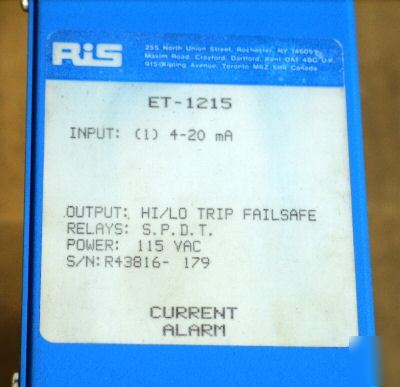 RIS
255 North Union Street, Rochester, NY 14605
Maxim Road, Crayford, Dartford, Kent DA1 4BG U.K.
915 Kipling Avenue, Toronto M8Z 5H8 Canada
ET-1215
INPUT: (1) 4-20 mA
OUTPUT: HI/LO TRIP FAILSAFE
RELAYS: S.P.D.T.
POWER: 115 VAC
S/N:R43816- 179
CURRENT
ALARM